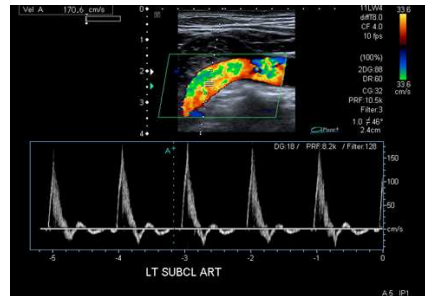 Vel A 170.6 cm/s
11LW4
diffT8.0
CF 4.0
10 fps
33.6
(100%)
2DG:88
DR:60
33.6
cm/s
CG:32
PRF:10.5k
Filter:3
1.0 ≠ 46°
2.4cm
0
1
2
3
4
A+
DG:18 / PRF:8.2k / Filter:128
150
100
50
cm/s
-5 -4 -3 -2 -1 0
LT SUBCL ART
A5 IP1